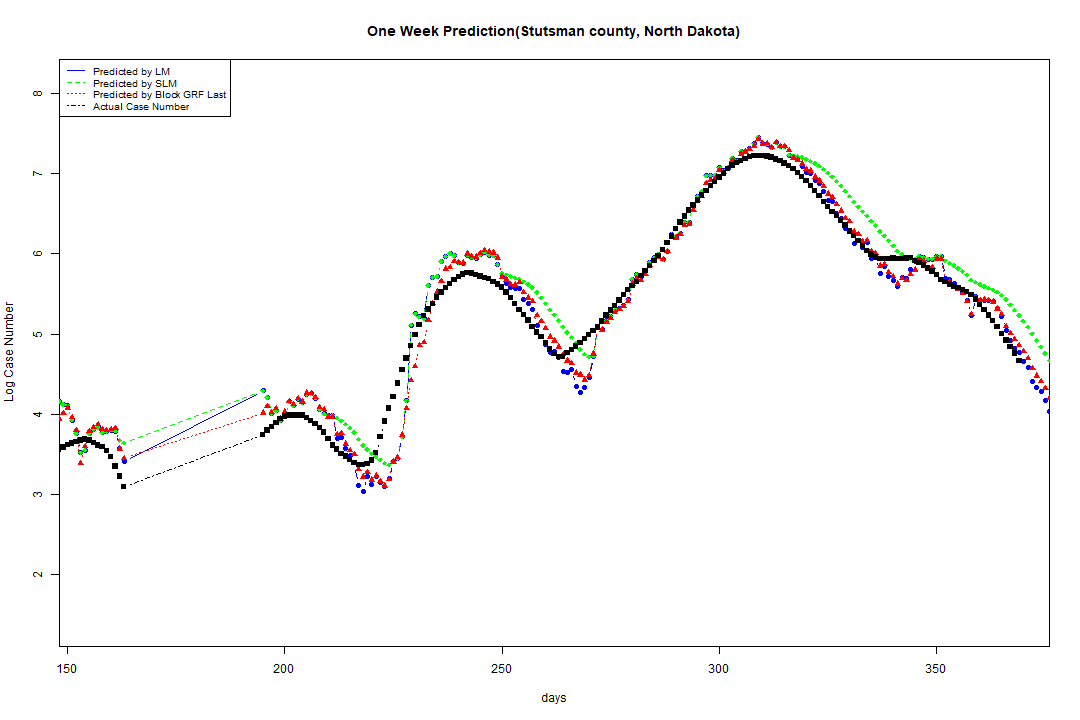 One Week Prediction(Stutsman county, North Dakota)
Predicted by LM
Predicted by SLM
Predicted by Block GRF Last
Actual Case Number
8
7
6
5
4
3
2
Log Case Number
150 200 250 300 350
days